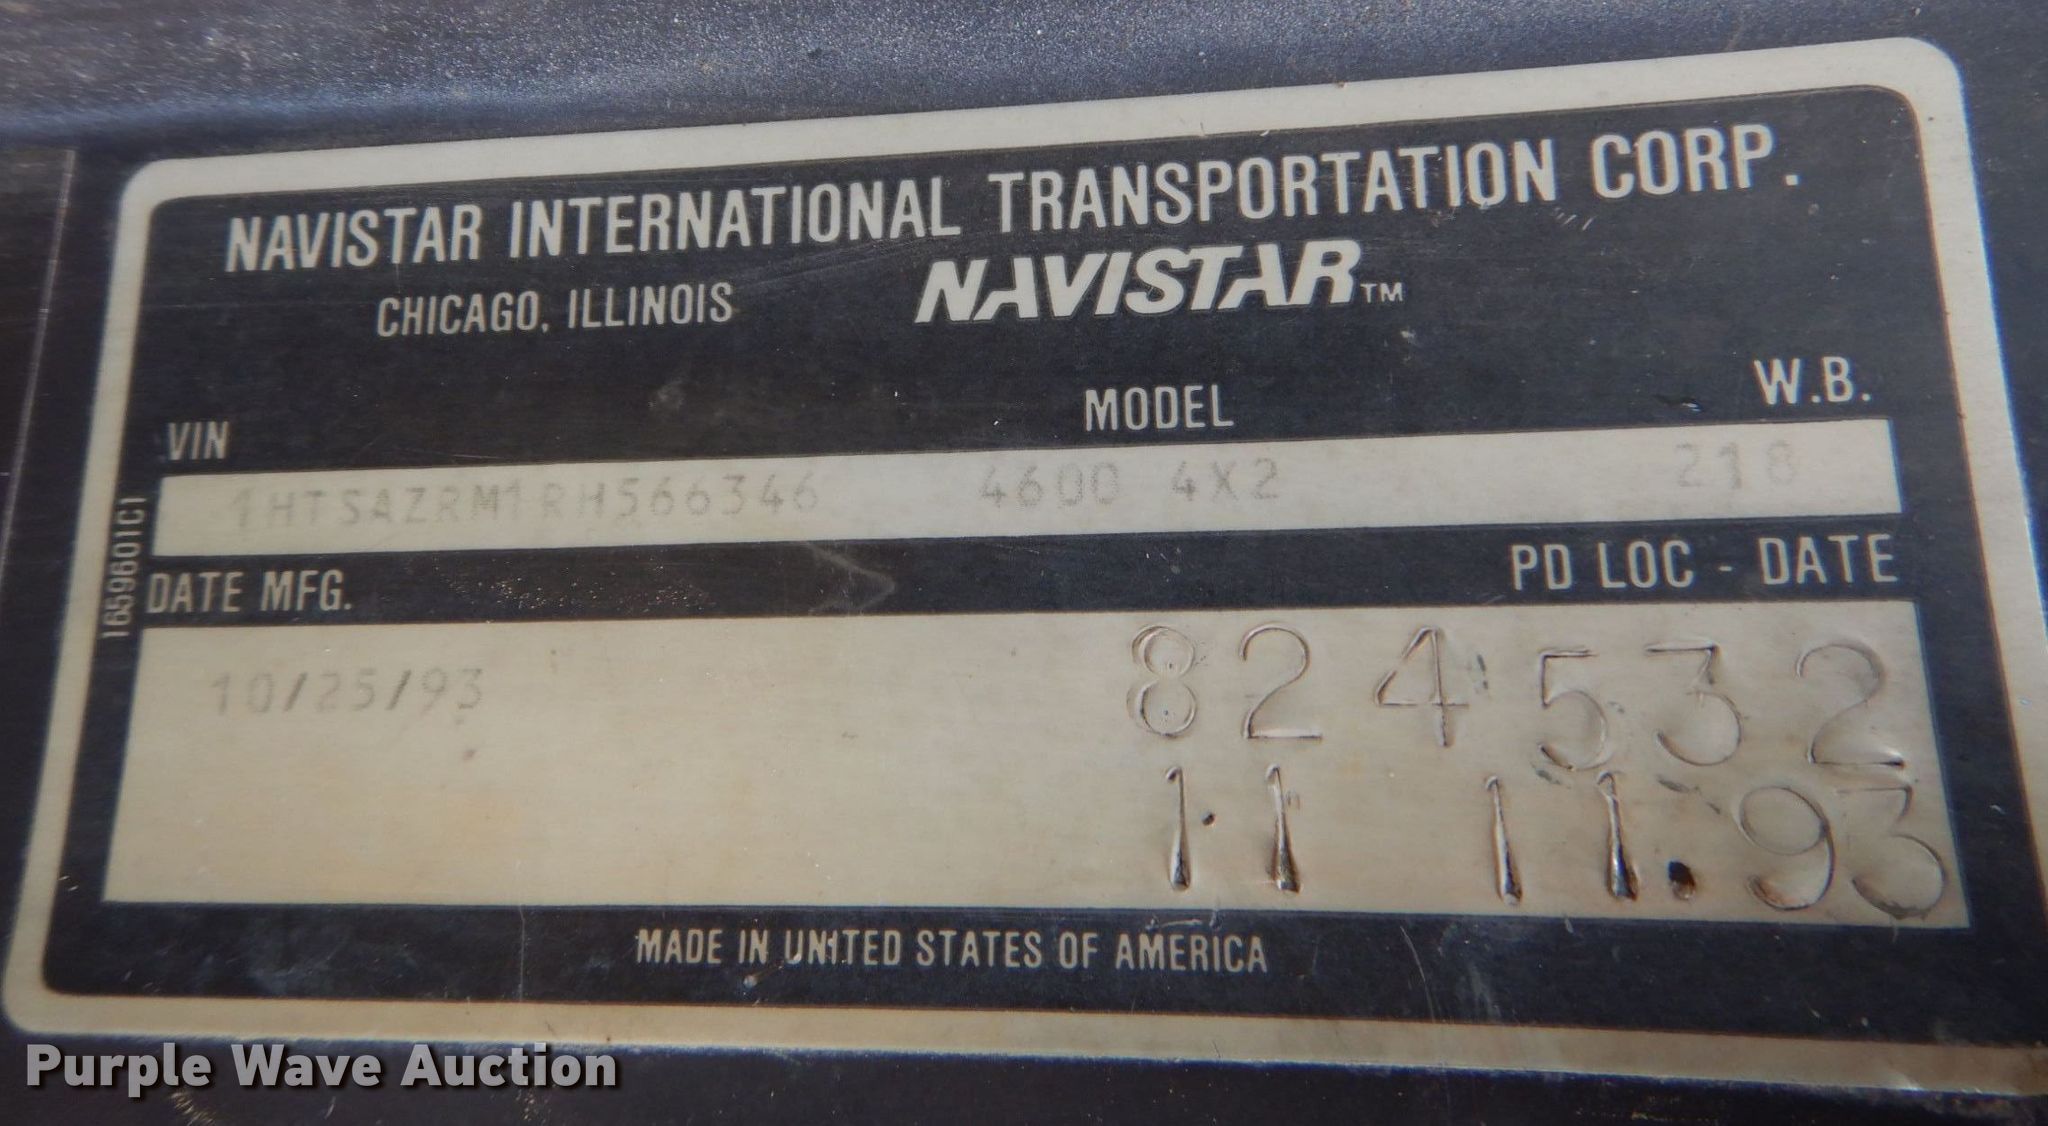 NAVISTAR INTERNATIONAL TRANSPORTATION CORP.
CHICAGO, ILLINOIS NAVISTAR™
VIN MODEL W.B.
1HTSAZRM1RH566346 4600 4X2 218
DATE MFG. PD LOC - DATE
10/25/93 824532
11 11.93
1659601C1
MADE IN UNITED STATES OF AMERICA
Purple Wave Auction